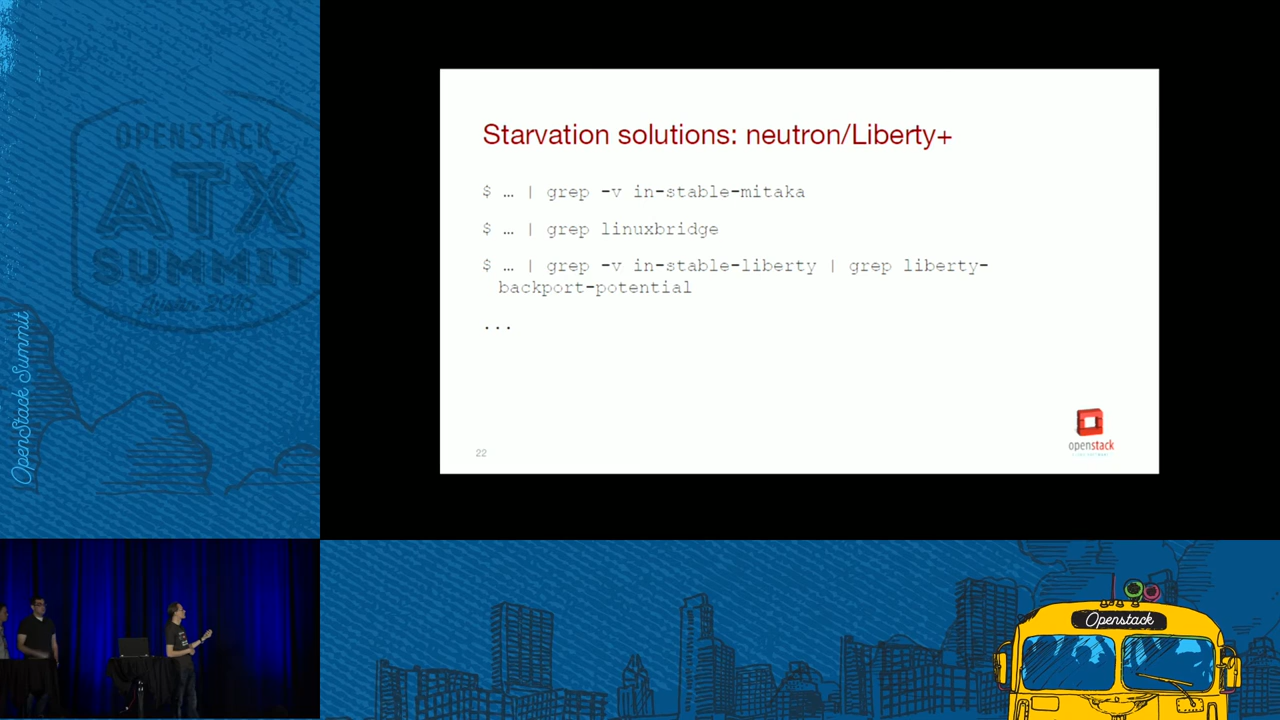 OPENSTACK
ATX
SUMMIT
OpenStack Summit
Starvation solutions: neutron/Liberty+
$ … | grep -v in-stable-mitaka
$ … | grep linuxbridge
$ … | grep -v in-stable-liberty | grep liberty-
backport-potential
...
22
openstack
Openstack